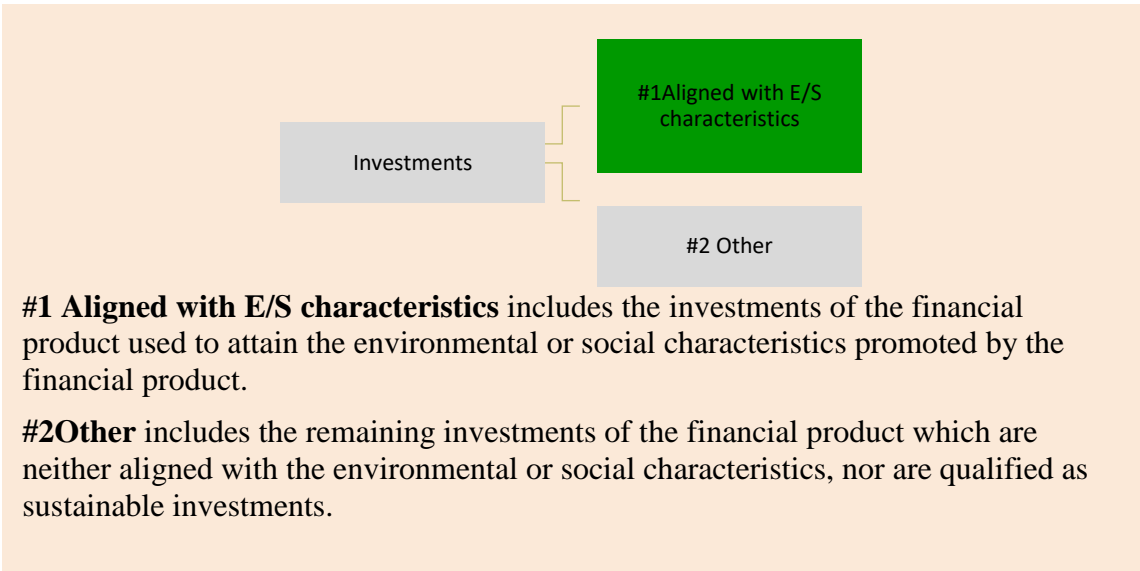 #1Aligned with E/S
characteristics
Investments
#2 Other
#1 Aligned with E/S characteristics includes the investments of the financial
product used to attain the environmental or social characteristics promoted by the
financial product.
#2Other includes the remaining investments of the financial product which are
neither aligned with the environmental or social characteristics, nor are qualified as
sustainable investments.